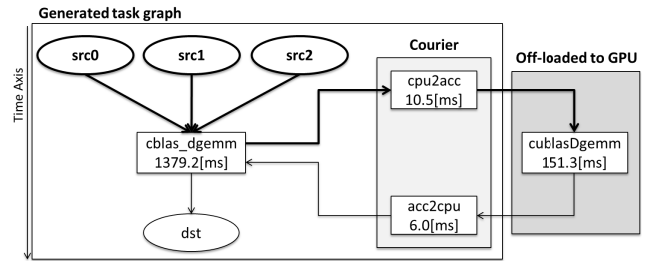 Generated task graph
src0
src1
src2
Courier
Off-loaded to GPU
Time Axis
cpu2acc
10.5[ms]
cblas_dgemm
1379.2[ms]
cublasDgemm
151.3[ms]
acc2cpu
6.0[ms]
dst